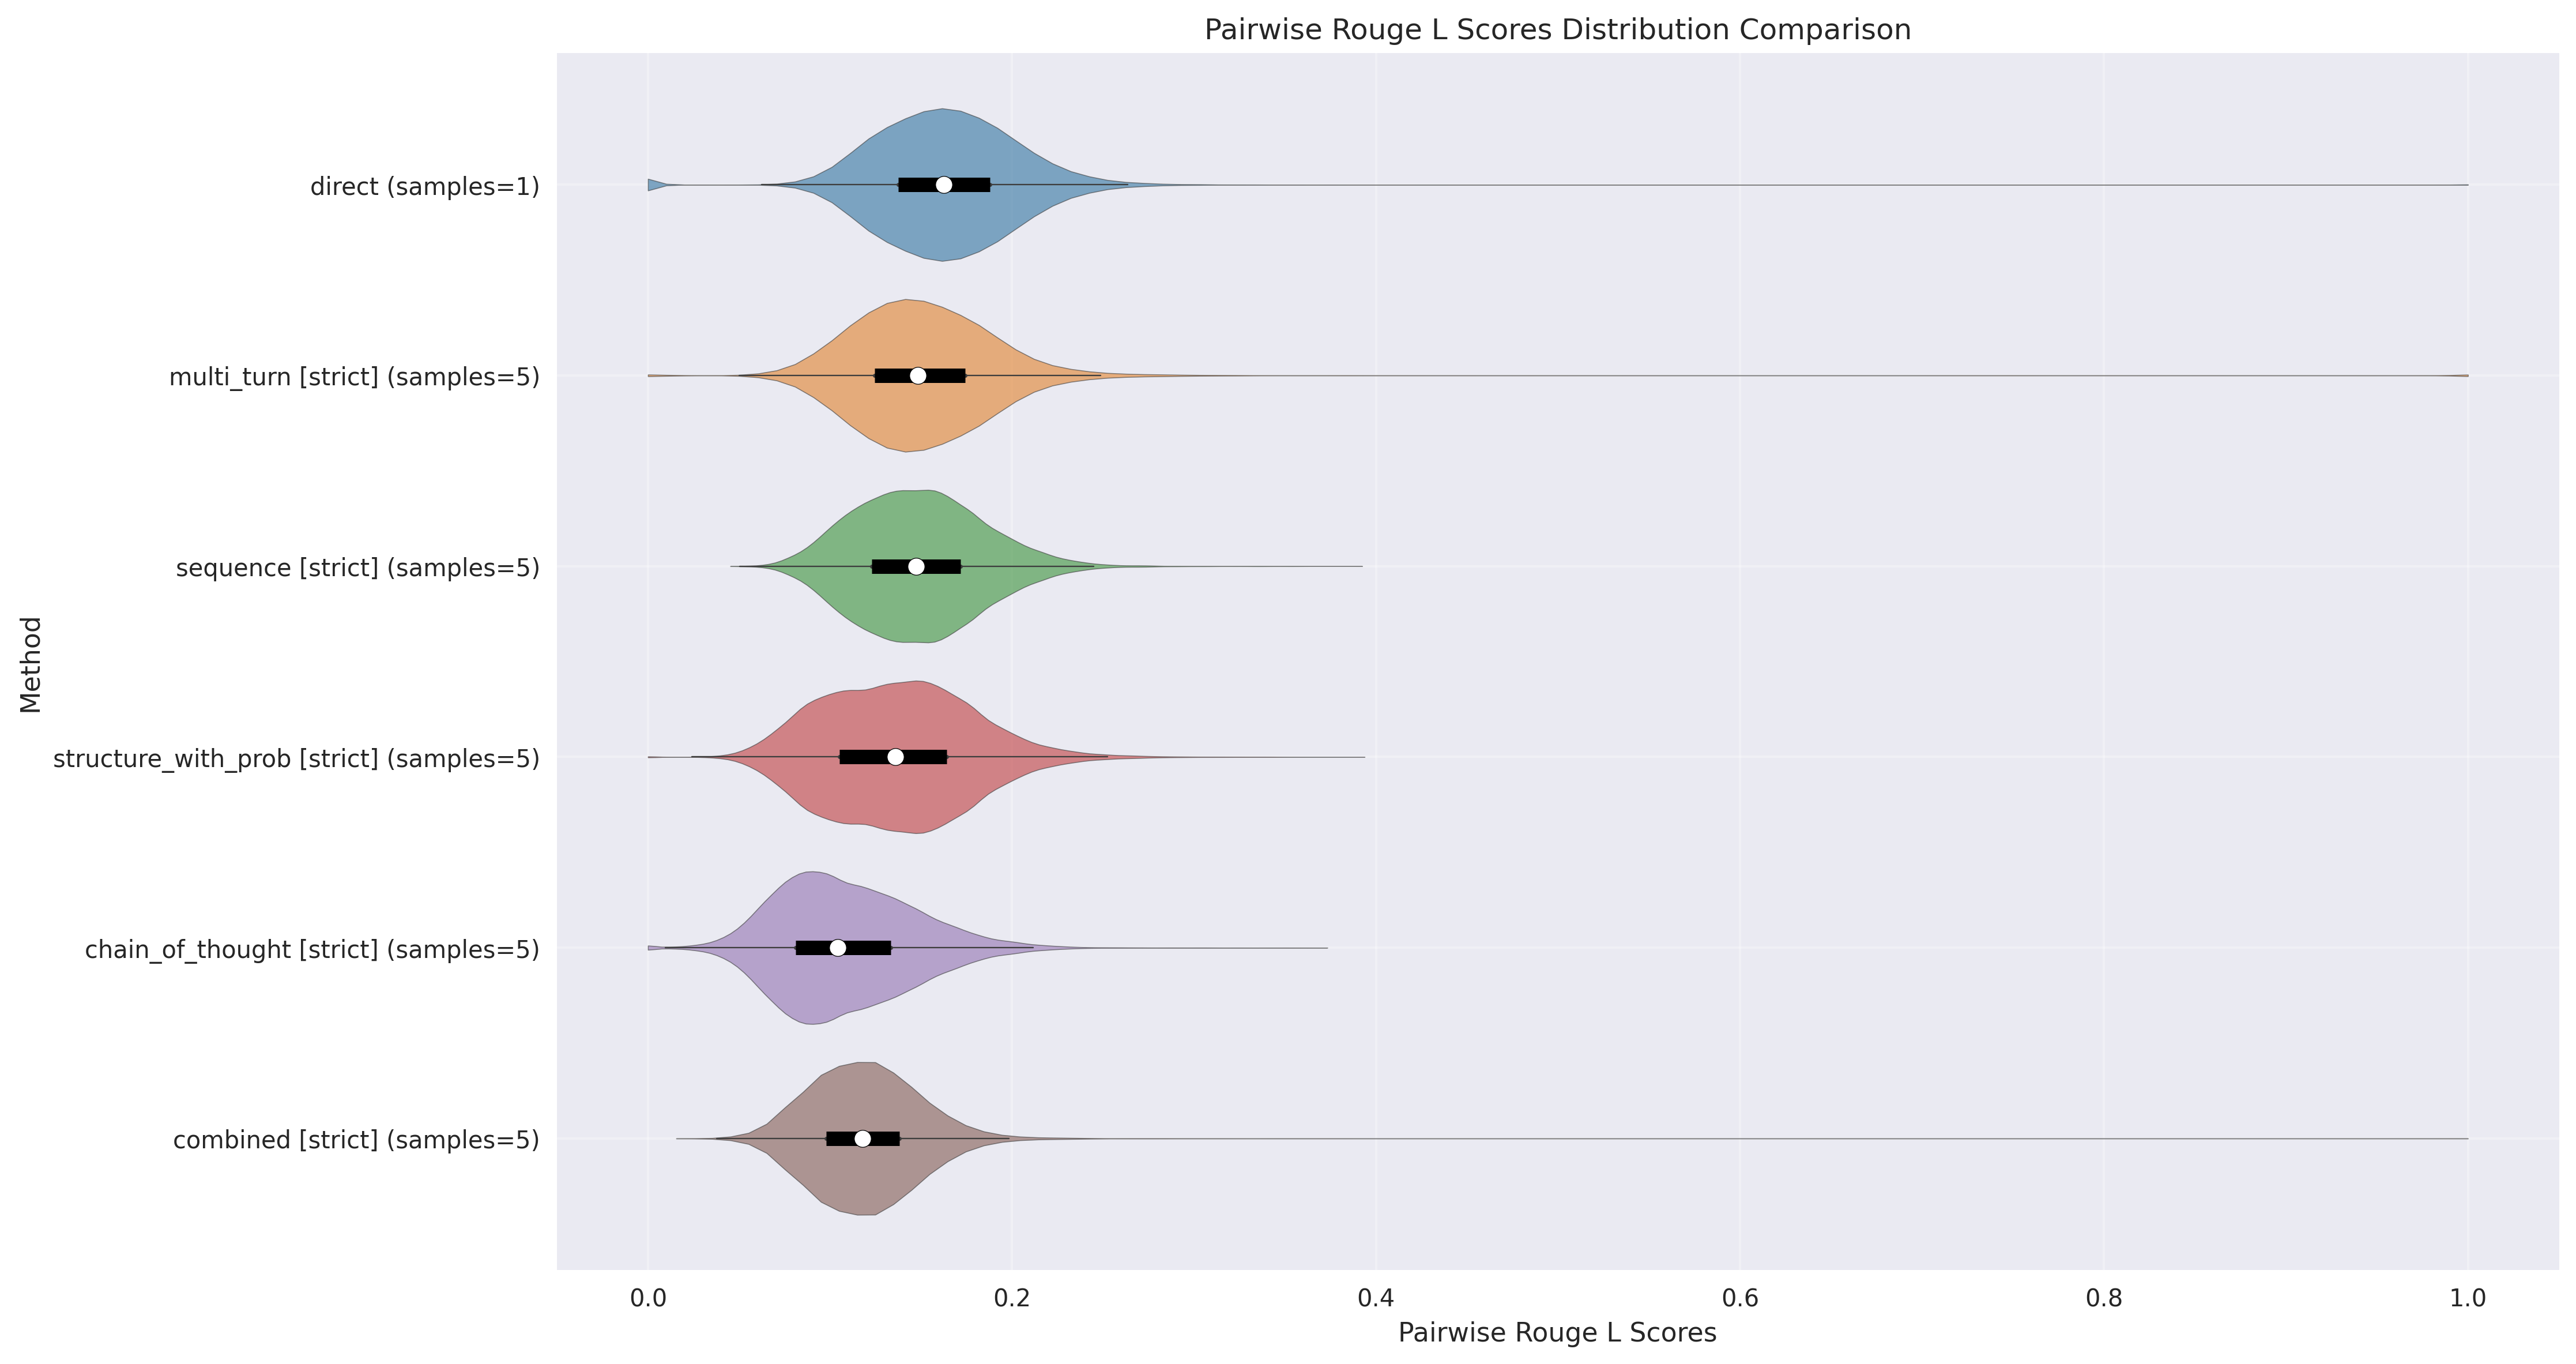 Pairwise Rouge L Scores Distribution Comparison
Method
direct (samples=1)
multi_turn [strict] (samples=5)
sequence [strict] (samples=5)
structure_with_prob [strict] (samples=5)
chain_of_thought [strict] (samples=5)
combined [strict] (samples=5)
0.0 0.2 0.4 0.6 0.8 1.0
Pairwise Rouge L Scores